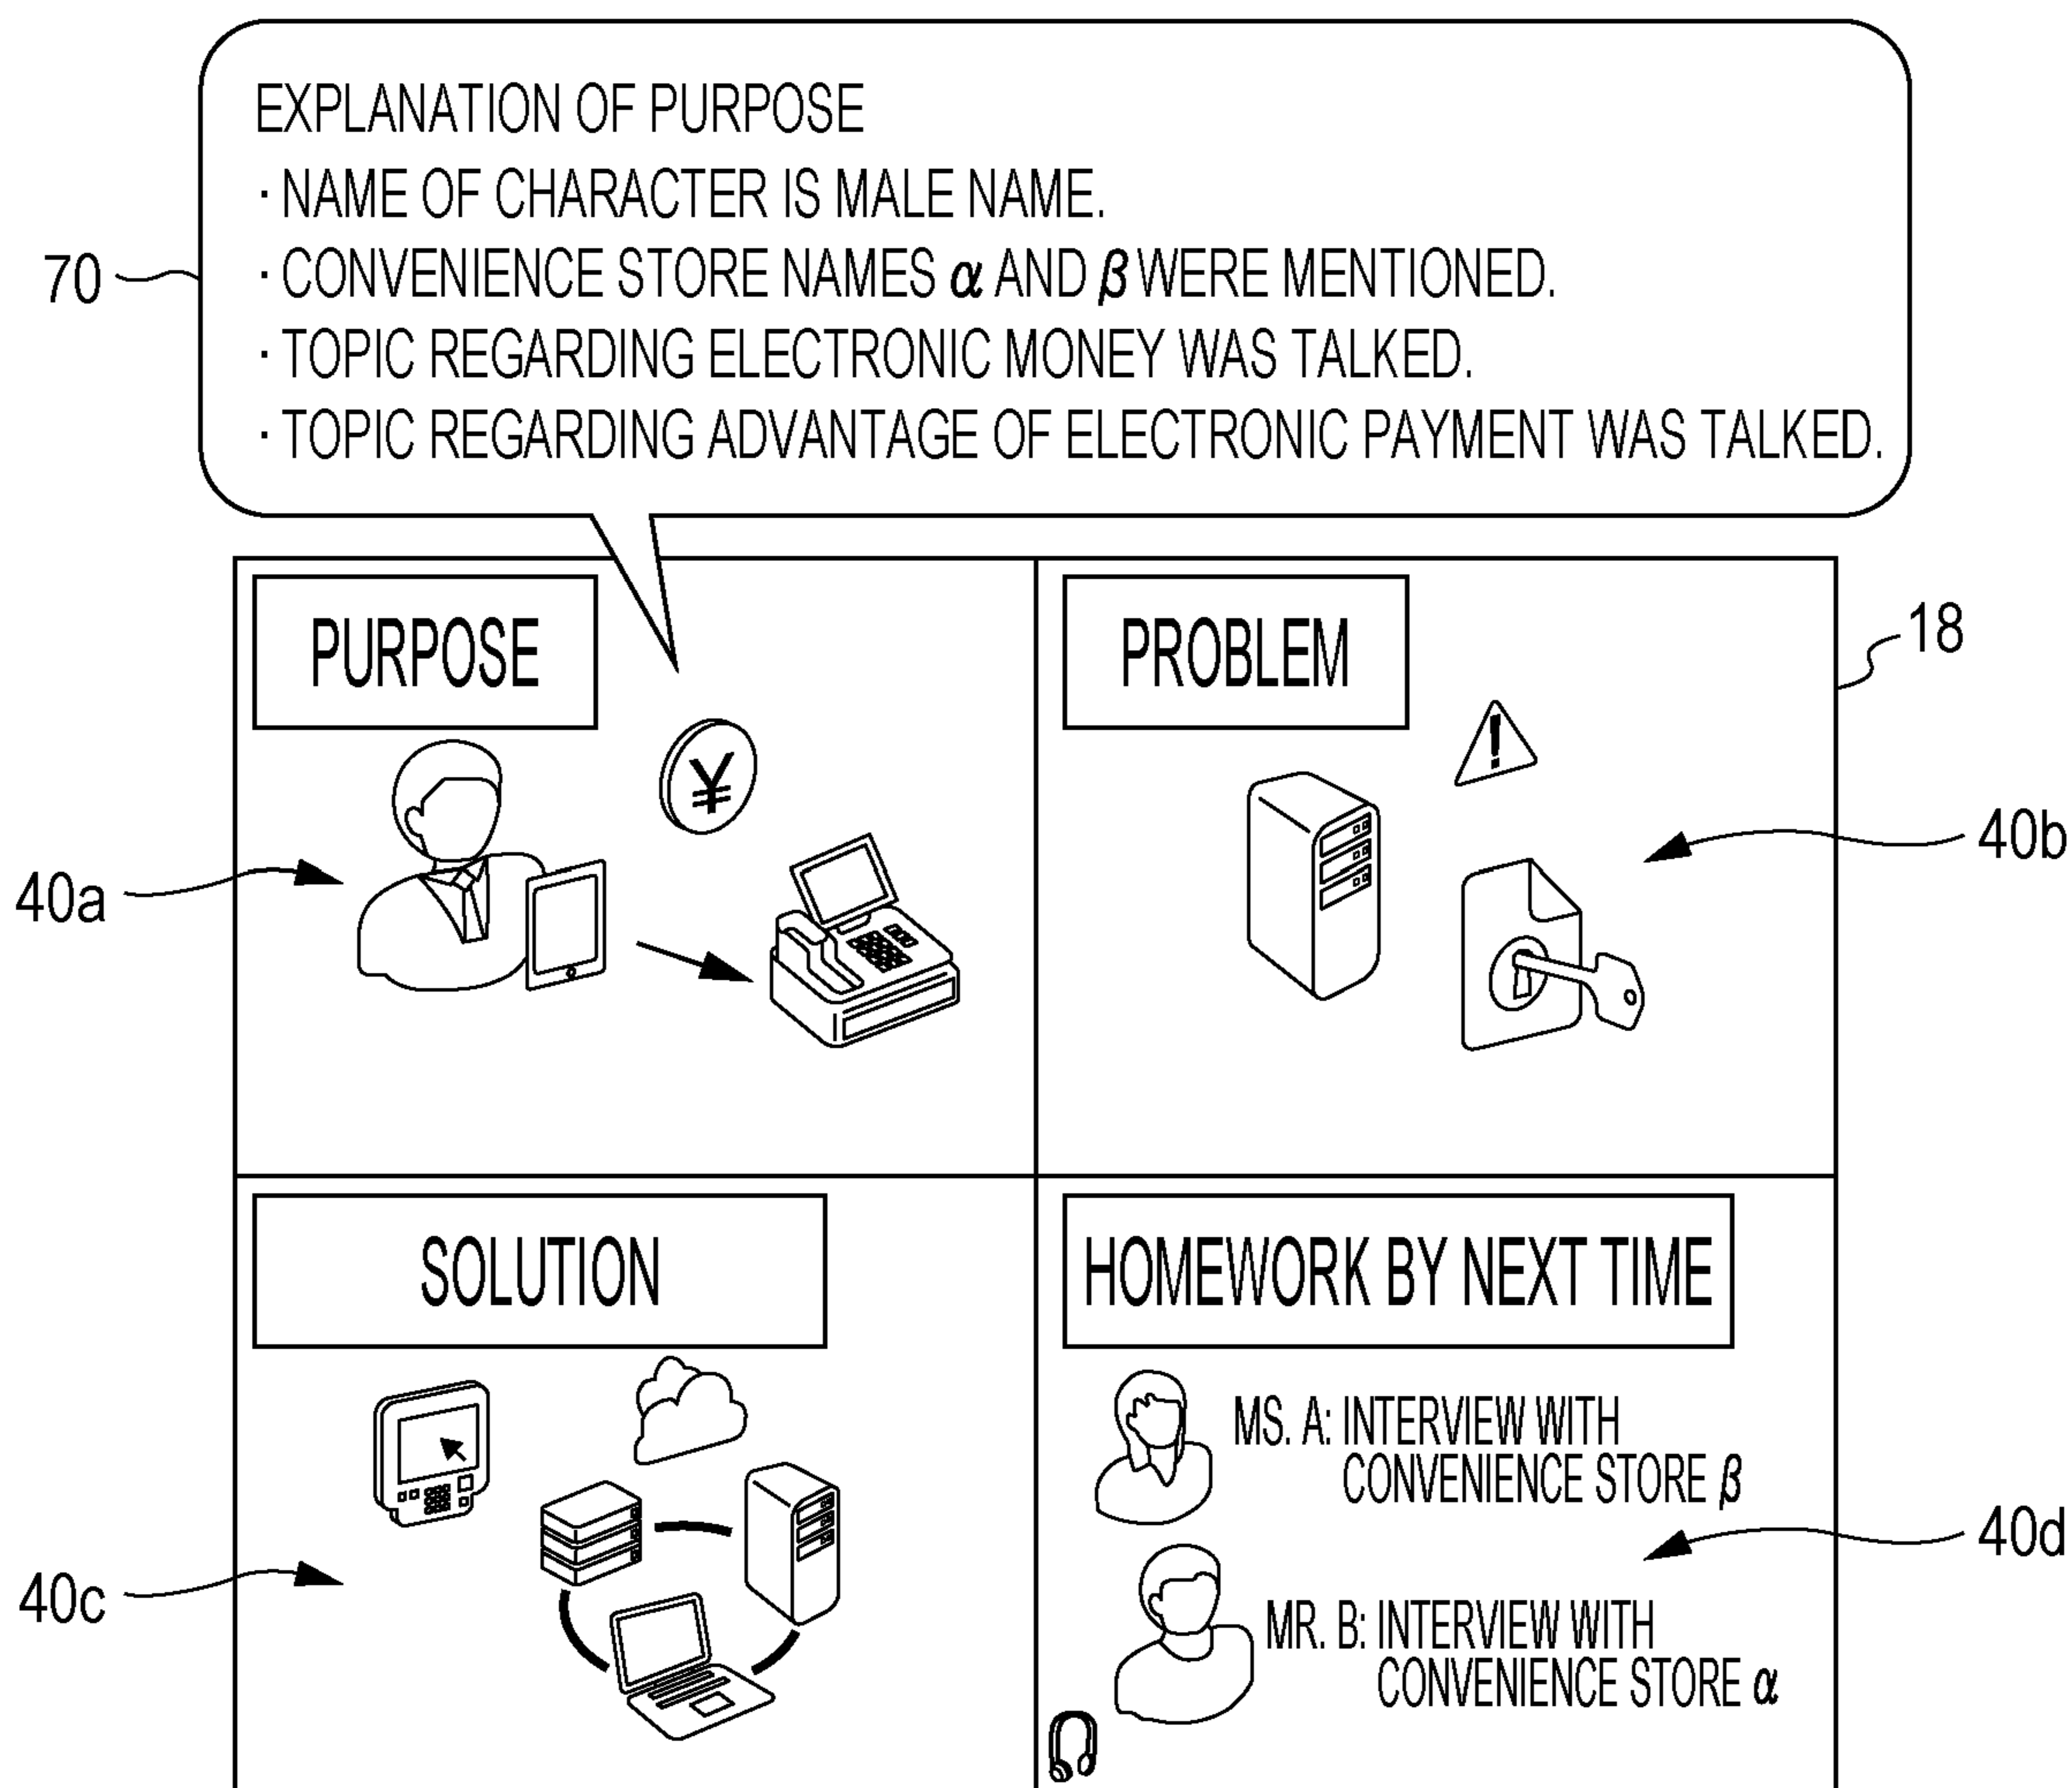 EXPLANATION OF PURPOSE
· NAME OF CHARACTER IS MALE NAME.
· CONVENIENCE STORE NAMES α AND β WERE MENTIONED.
· TOPIC REGARDING ELECTRONIC MONEY WAS TALKED.
· TOPIC REGARDING ADVANTAGE OF ELECTRONIC PAYMENT WAS TALKED.
70
PURPOSE
PROBLEM
18
¥
!
40a
40b
SOLUTION
HOMEWORK BY NEXT TIME
MS. A: INTERVIEW WITH
CONVENIENCE STORE β
40c
40d
MR. B: INTERVIEW WITH
CONVENIENCE STORE α